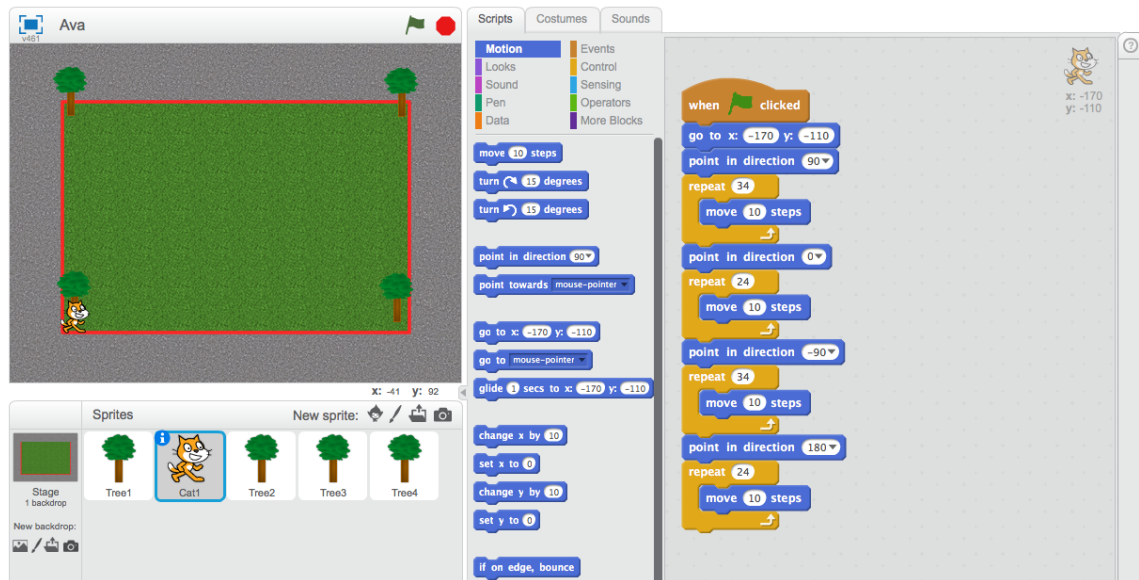 Ava
v461
x: -41 y: 92
Sprites
New sprite:
Stage
1 backdrop
New backdrop:
Tree1
Cat1
Tree2
Tree3
Tree4
Scripts
Costumes
Sounds
Motion
Events
Looks
Control
Sound
Sensing
Pen
Operators
Data
More Blocks
move 10 steps
turn 15 degrees
turn 15 degrees
point in direction 90
point towards mouse-pointer
go to x: -170 y: -110
go to mouse-pointer
glide 1 secs to x: -170 y: -110
change x by 10
set x to 0
change y by 10
set y to 0
if on edge, bounce
when clicked
go to x: -170 y: -110
point in direction 90
repeat 34
move 10 steps
point in direction 0
repeat 24
move 10 steps
point in direction -90
repeat 34
move 10 steps
point in direction 180
repeat 24
move 10 steps
x: -170
y: -110
?